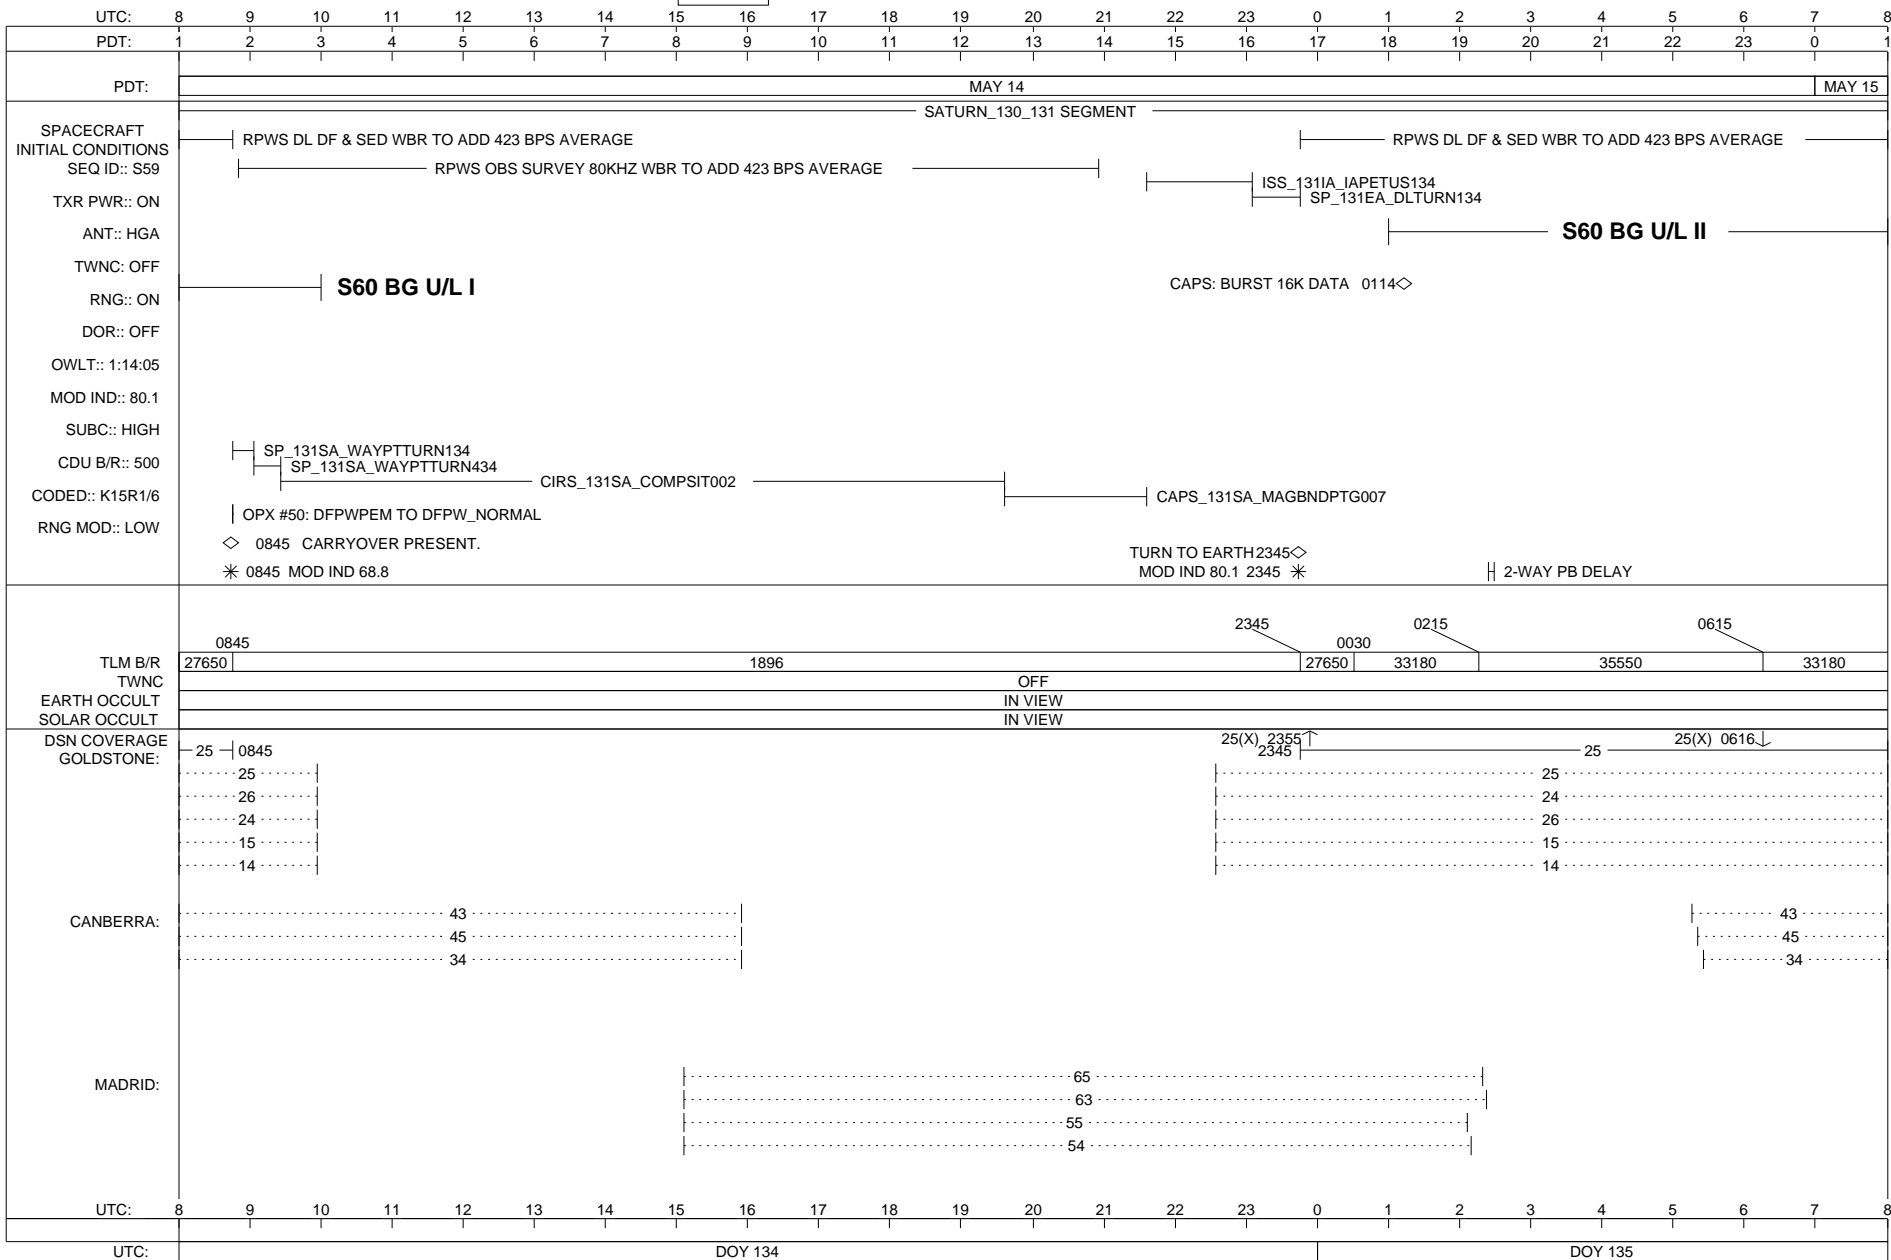 UTC: 8 9 10 11 12 13 14 15 16 17 18 19 20 21 22 23 0 1 2 3 4 5 6 7 8
PDT: 1 2 3 4 5 6 7 8 9 10 11 12 13 14 15 16 17 18 19 20 21 22 23 0 1
PDT: MAY 14 MAY 15
SATURN_130_131 SEGMENT
SPACECRAFT
INITIAL CONDITIONS
RPWS DL DF & SED WBR TO ADD 423 BPS AVERAGE RPWS DL DF & SED WBR TO ADD 423 BPS AVERAGE
SEQ ID:: S59 RPWS OBS SURVEY 80KHZ WBR TO ADD 423 BPS AVERAGE
ISS_131IA_IAPETUS134
TXR PWR:: ON SP_131EA_DLTURN134
ANT:: HGA S60 BG U/L II
TWNC: OFF
S60 BG U/L I CAPS: BURST 16K DATA 0114
RNG:: ON
DOR:: OFF
OWLT:: 1:14:05
MOD IND:: 80.1
SUBC:: HIGH
SP_131SA_WAYPTTURN134
CDU B/R:: 500 SP_131SA_WAYPTTURN434
CIRS_131SA_COMPSIT002
CODED:: K15R1/6 CAPS_131SA_MAGBNDPTG007
OPX #50: DFPWPEM TO DFPW_NORMAL
RNG MOD:: LOW
0845 CARRYOVER PRESENT.
TURN TO EARTH 2345
0845 MOD IND 68.8 MOD IND 80.1 2345 2-WAY PB DELAY
2345 0215 0615
0845 0030
TLM B/R 27650 1896 27650 33180 35550 33180
TWNC OFF
EARTH OCCULT IN VIEW
SOLAR OCCULT IN VIEW
DSN COVERAGE 25(X) 2355 25(X) 0616
GOLDSTONE: 25 0845 2345 25
25 25
26 24
24 26
15 15
14 14
CANBERRA: 43 43
45 45
34 34
MADRID: 65
63
55
54
UTC: 8 9 10 11 12 13 14 15 16 17 18 19 20 21 22 23 0 1 2 3 4 5 6 7 8
UTC: DOY 134 DOY 135